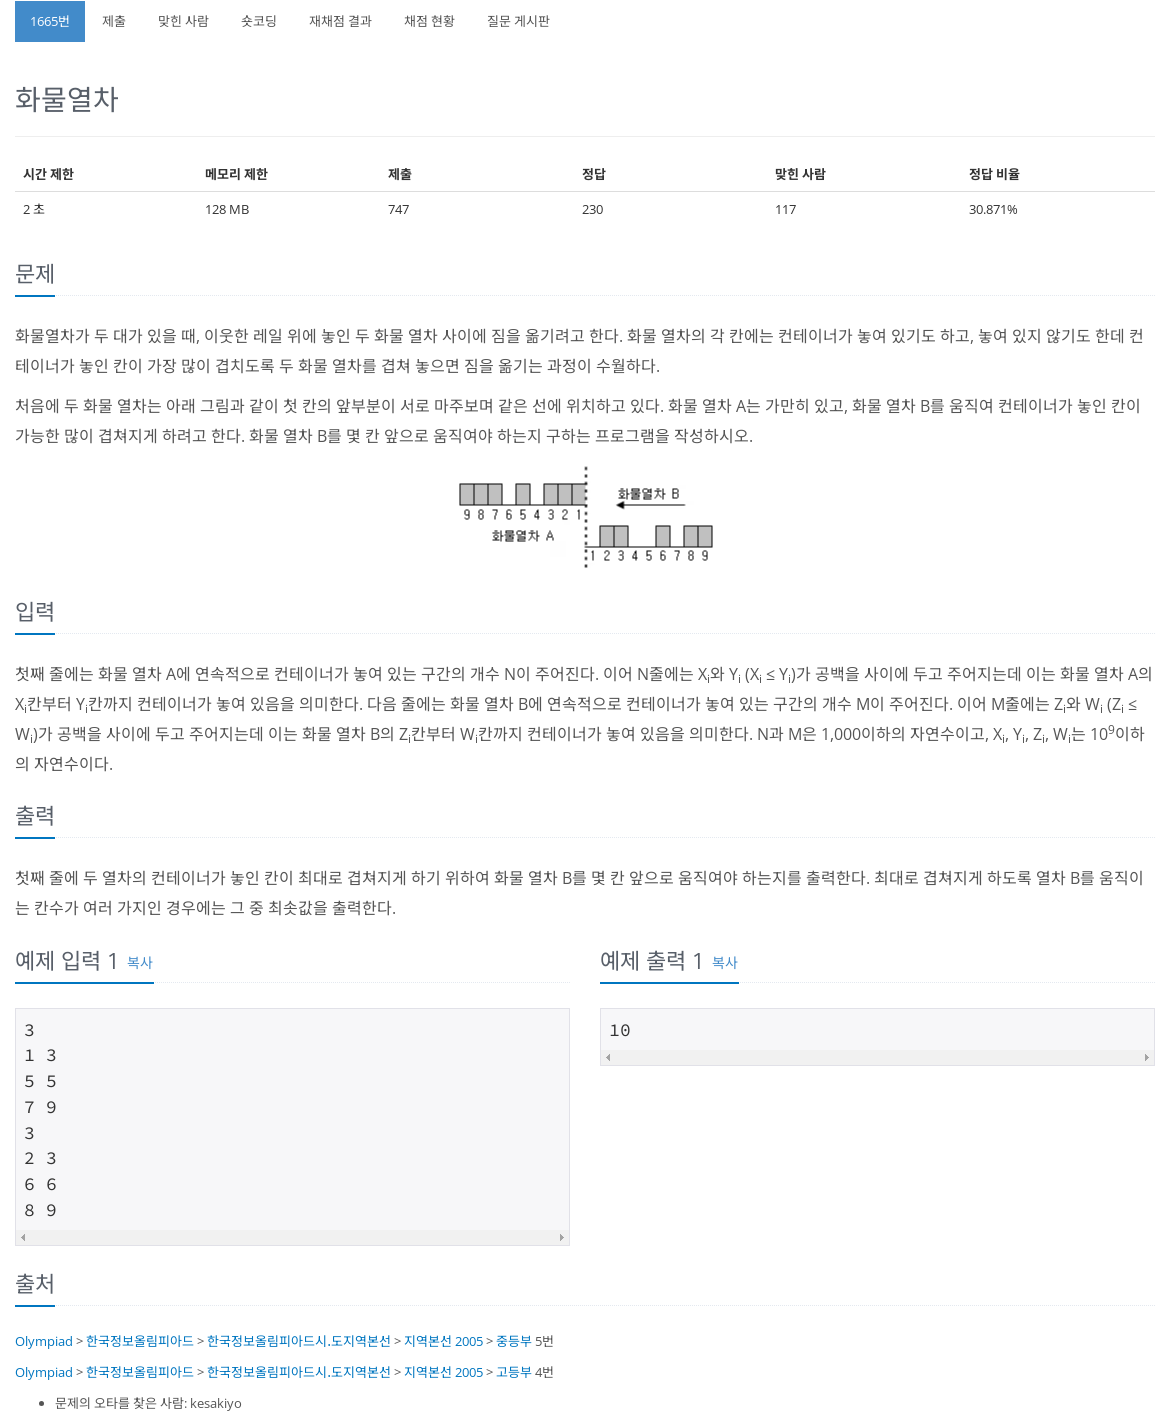 1665번 제출 맞힌 사람 숏코딩 재채점 결과 채점 현황 질문 게시판
화물열차
시간 제한 메모리 제한 제출 정답 맞힌 사람 정답 비율
2 초 128 MB 747 230 117 30.871%
문제
화물열차가 두 대가 있을 때, 이웃한 레일 위에 놓인 두 화물 열차 사이에 짐을 옮기려고 한다. 화물 열차의 각 칸에는 컨테이너가 놓여 있기도 하고, 놓여 있지 않기도 한데 컨
테이너가 놓인 칸이 가장 많이 겹치도록 두 화물 열차를 겹쳐 놓으면 짐을 옮기는 과정이 수월하다.
처음에 두 화물 열차는 아래 그림과 같이 첫 칸의 앞부분이 서로 마주보며 같은 선에 위치하고 있다. 화물 열차 A는 가만히 있고, 화물 열차 B를 움직여 컨테이너가 놓인 칸이
가능한 많이 겹쳐지게 하려고 한다. 화물 열차 B를 몇 칸 앞으로 움직여야 하는지 구하는 프로그램을 작성하시오.
화물열차 B
9 8 7 6 5 4 3 2 1
화물열차 A
1 2 3 4 5 6 7 8 9
입력
첫째 줄에는 화물 열차 A에 연속적으로 컨테이너가 놓여 있는 구간의 개수 N이 주어진다. 이어 N줄에는 Xi와 Yi (Xi ≤ Yi)가 공백을 사이에 두고 주어지는데 이는 화물 열차 A의
Xi칸부터 Yi칸까지 컨테이너가 놓여 있음을 의미한다. 다음 줄에는 화물 열차 B에 연속적으로 컨테이너가 놓여 있는 구간의 개수 M이 주어진다. 이어 M줄에는 Zi와 Wi (Zi ≤
Wi)가 공백을 사이에 두고 주어지는데 이는 화물 열차 B의 Zi칸부터 Wi칸까지 컨테이너가 놓여 있음을 의미한다. N과 M은 1,000이하의 자연수이고, Xi, Yi, Zi, Wi는 10^9이하
의 자연수이다.
출력
첫째 줄에 두 열차의 컨테이너가 놓인 칸이 최대로 겹쳐지게 하기 위하여 화물 열차 B를 몇 칸 앞으로 움직여야 하는지를 출력한다. 최대로 겹쳐지게 하도록 열차 B를 움직이
는 칸수가 여러 가지인 경우에는 그 중 최솟값을 출력한다.
예제 입력 1 복사
3
1 3
5 5
7 9
3
2 3
6 6
8 9
예제 출력 1 복사
10
출처
Olympiad > 한국정보올림피아드 > 한국정보올림피아드시․도지역본선 > 지역본선 2005 > 중등부 5번
Olympiad > 한국정보올림피아드 > 한국정보올림피아드시․도지역본선 > 지역본선 2005 > 고등부 4번
• 문제의 오타를 찾은 사람: kesakiyo